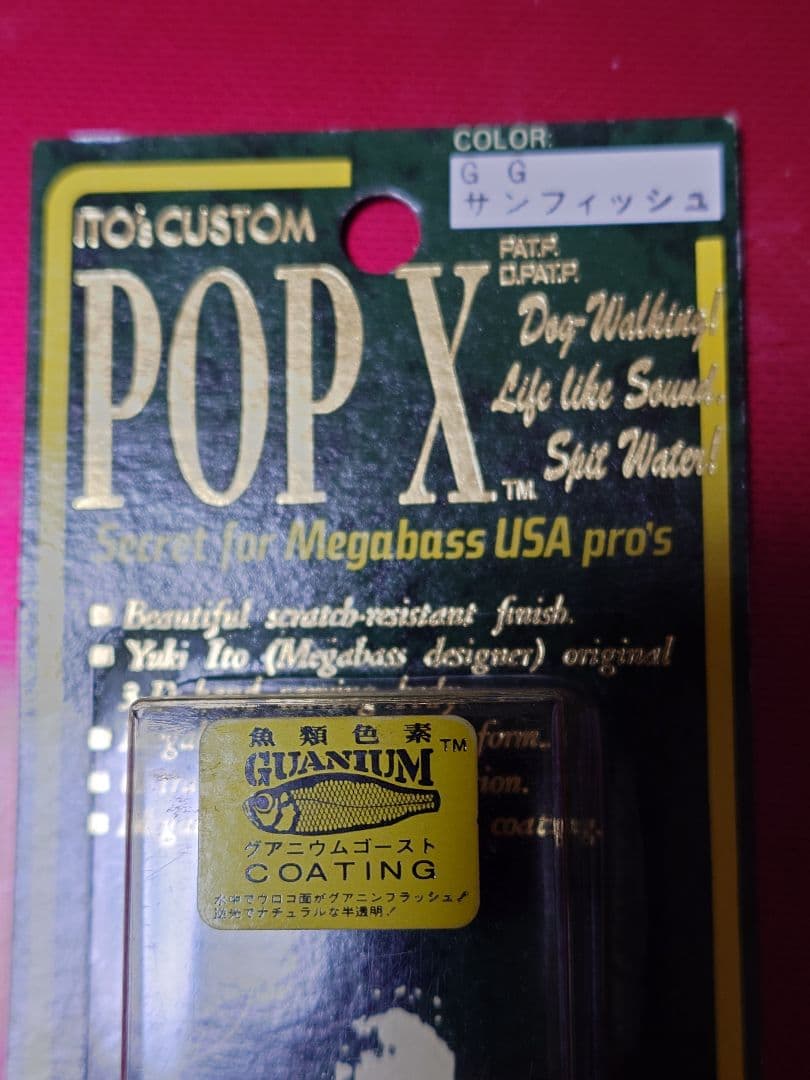 COLOR:
G G
サンフィッシュ
ITO's CUSTOM
POP X TM
PAT.P.
D.PAT.P.
Dog-Walking!
Life like Sound.
Spit Water!
Secret for Megabass USA pro's
Beautiful scratch-resistant finish.
Yuki Ito (Megabass designer) original
form.
coating.
魚類色素
GUANIUM TM
グアニウムゴースト
COATING
水中でウロコ面がグアニンフラッシュ!
でナチュラルな半透明!